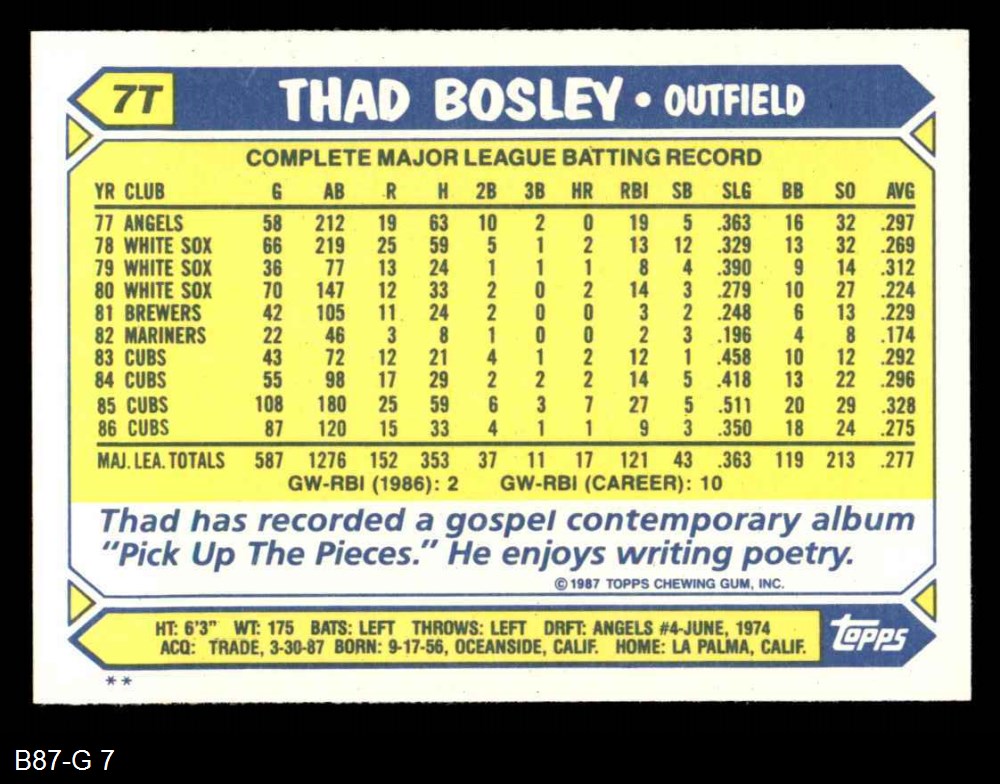 7T THAD BOSLEY • OUTFIELD
COMPLETE MAJOR LEAGUE BATTING RECORD
YR CLUB G AB R H 2B 3B HR RBI SB SLG BB SO AVG
77 ANGELS 58 212 19 63 10 2 0 19 5 .363 16 32 .297
78 WHITE SOX 66 219 25 59 5 1 2 13 12 .329 13 32 .269
79 WHITE SOX 36 77 13 24 1 1 1 8 4 .390 9 14 .312
80 WHITE SOX 70 147 12 33 2 0 2 14 3 .279 10 27 .224
81 BREWERS 42 105 11 24 2 0 0 3 2 .248 6 13 .229
82 MARINERS 22 46 3 8 1 0 0 2 3 .196 4 8 .174
83 CUBS 43 72 12 21 4 1 2 12 1 .458 10 12 .292
84 CUBS 55 98 17 29 2 2 2 14 5 .418 13 22 .296
85 CUBS 108 180 25 59 6 3 7 27 5 .511 20 29 .328
86 CUBS 87 120 15 33 4 1 1 9 3 .350 18 24 .275
MAJ. LEA. TOTALS 587 1276 152 353 37 11 17 121 43 .363 119 213 .277
GW-RBI (1986): 2 GW-RBI (CAREER): 10
Thad has recorded a gospel contemporary album
“Pick Up The Pieces.” He enjoys writing poetry.
© 1987 TOPPS CHEWING GUM, INC.
HT: 6'3" WT: 175 BATS: LEFT THROWS: LEFT DRFT: ANGELS #4-JUNE, 1974
ACQ: TRADE, 3-30-87 BORN: 9-17-56, OCEANSIDE, CALIF. HOME: LA PALMA, CALIF.
topps
**
B87-G 7